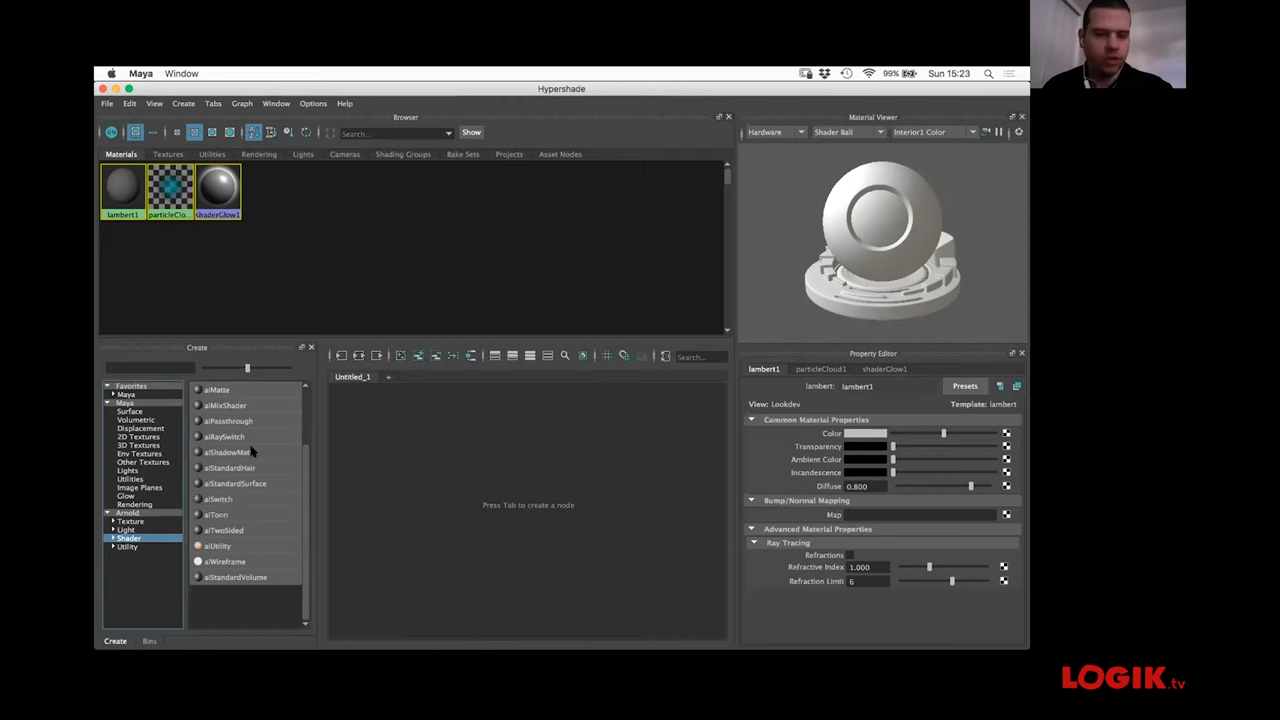 Maya Window
99% Sun 15:23
Hypershade
File Edit View Create Tabs Graph Window Options Help
Browser
Search... Show
Materials Textures Utilities Rendering Lights Cameras Shading Groups Bake Sets Projects Asset Nodes
lambert1 particleClo... shaderGlow1
Material Viewer
Hardware Shader Ball Interior1 Color
Create
Favorites
Maya
Maya
Surface
Volumetric
Displacement
2D Textures
3D Textures
Env Textures
Other Textures
Lights
Utilities
Image Planes
Glow
Rendering
Arnold
Texture
Light
Shader
Utility
aiMatte
aiMixShader
aiPassthrough
aiRaySwitch
aiShadowMat
aiStandardHair
aiStandardSurface
aiSwitch
aiToon
aiTwoSided
aiUtility
aiWireframe
aiStandardVolume
Create Bins
Search...
Untitled_1 +
Press Tab to create a node
Property Editor
lambert1 particleCloud1 shaderGlow1
lambert: lambert1 Presets
View: Lookdev Template: lambert
Common Material Properties
Color
Transparency
Ambient Color
Incandescence
Diffuse 0.800
Bump/Normal Mapping
Map
Advanced Material Properties
Ray Tracing
Refractions
Refractive Index 1.000
Refraction Limit 6
LOGIK.tv